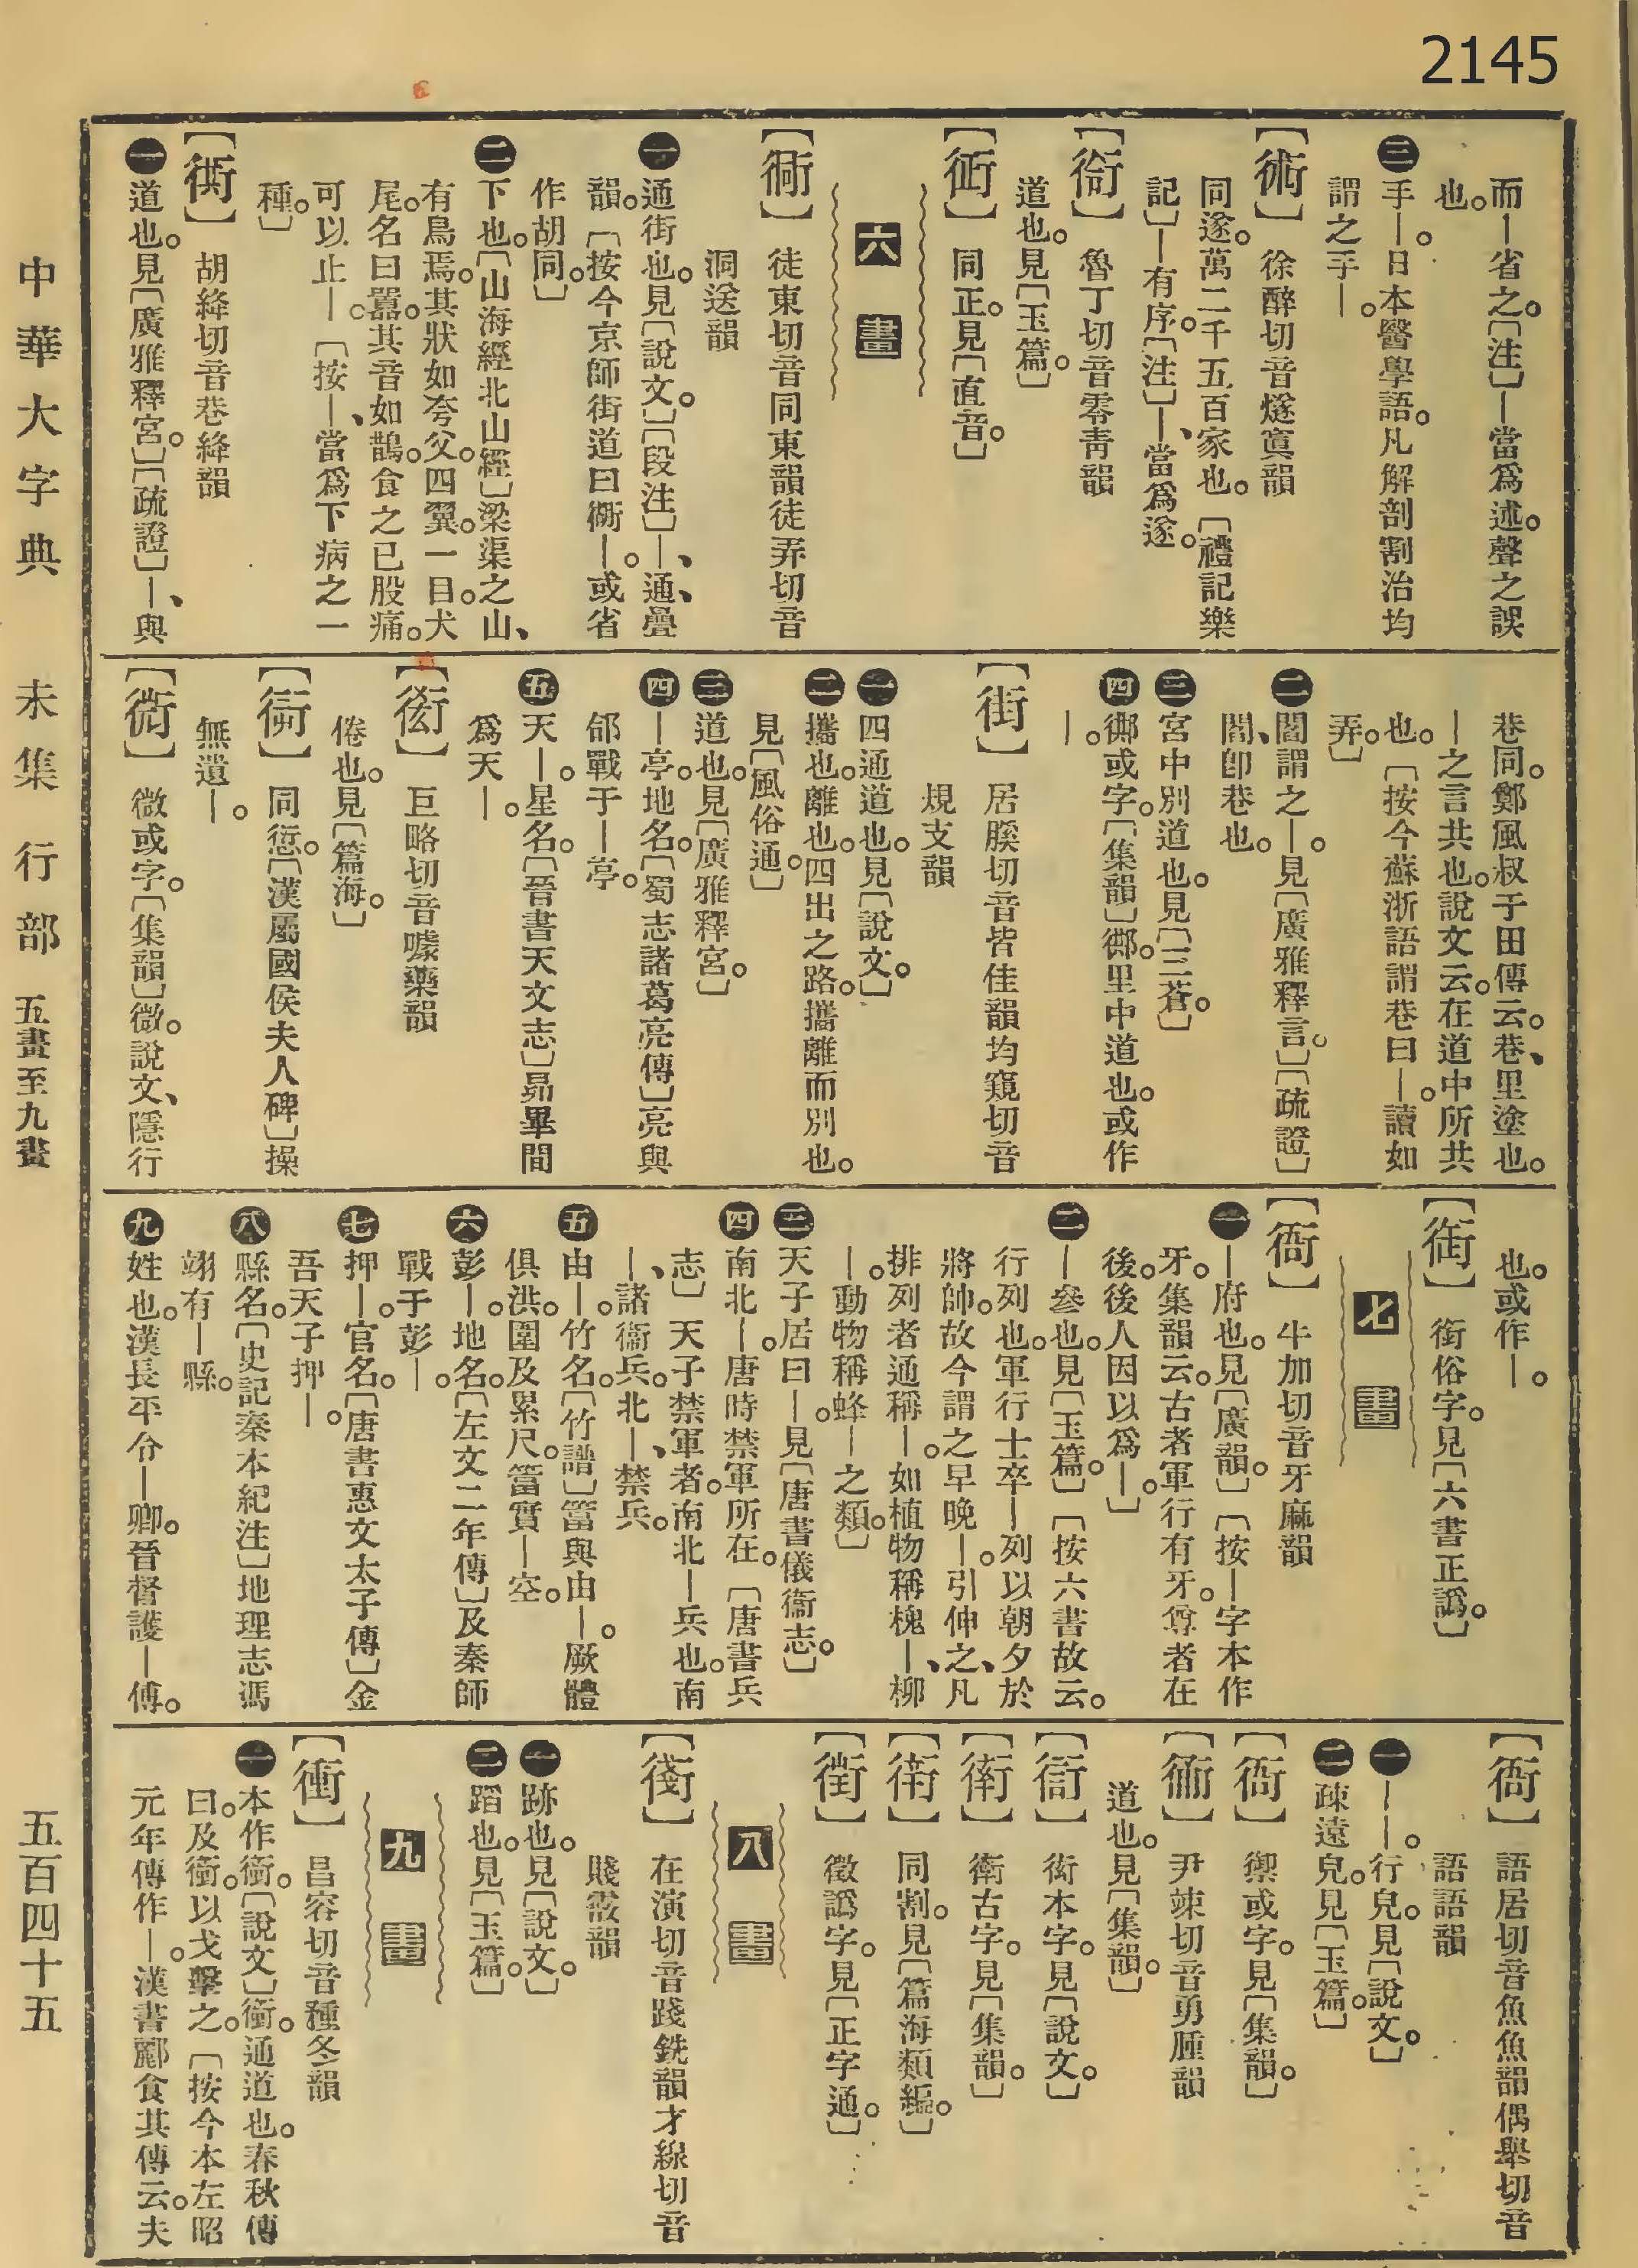 2145
而—省之。〔注〕—當爲述。聲之誤
也。
㊂手—。日本醫學語。凡解剖割治均
謂之手—。
【術】徐醉切音燧寘韻
同遂。萬二千五百家也。〔禮記樂
記〕—有序。〔注〕—、當爲遂。
【衑】魯丁切音零青韻
道也。見〔玉篇。〕
【𧗟】同正。見〔直音。〕
六畫
【衕】徒東切音同東韻徒弄切音
洞送韻
㊀通街也。見〔說文。〕〔段注〕—、通、疊
韻。〔按今京師街道曰衚—。或省
作胡同。〕
㊁下也。〔山海經北山經〕梁渠之山、
有鳥焉。其狀如夸父。四翼。一目。犬
尾。名曰囂。其音如鵲。食之已股痛。
可以止—。〔按—、當爲下病之一
種。〕
【衖】胡絳切音巷絳韻
㊀道也。見〔廣雅釋宮。〕〔疏證〕—、與
巷同。鄭風叔于田傳云。巷、里塗也。
—之言共也。說文云。在道中所共
也。〔按今蘇浙語謂巷曰—。讀如
弄。〕
㊁閻謂之—。見〔廣雅釋言。〕〔疏證〕
閻、卽巷也。
㊂宮中別道也。見〔三蒼。〕
㊃𨞠或字。〔集韻〕𨞠。里中道也。或作
—。
【街】居膎切音皆佳韻均窺切音
規支韻
㊀四通道也。見〔說文。〕
㊁攜也。離也。四出之路。攜離而別也。
見〔風俗通。〕
㊂道也。見〔廣雅釋宮。〕
㊃—亭。地名。〔蜀志諸葛亮傳〕亮與
郃戰于—亭。
㊄天—。星名。〔晉書天文志〕昴畢間
爲天—。
【𧗠】巨略切音噱藥韻
倦也。見〔篇海。〕
【衏】同愆。〔漢屬國侯夫人碑〕操
無遺—。
【𧗤】微或字。〔集韻〕微。說文、隱行
也。或作—。
【𧗥】銜俗字。見〔六書正譌。〕
七畫
【衙】牛加切音牙麻韻
㊀—府也。見〔廣韻。〕〔按—字本作
牙。集韻云。古者軍行有牙。尊者在
後。後人因以爲—。〕
㊁—參也。見〔玉篇。〕〔按六書故云。
行列也。軍行士卒—列以朝夕於
將帥。故今謂之早晚—。引伸之、凡
排列者通稱—。如植物稱槐—、柳
—。動物稱蜂—之類。〕
㊂天子居曰—。見〔唐書儀衞志。〕
㊃南北—。唐時禁軍所在。〔唐書兵
志〕天子禁軍者。南北—兵也。南
—、諸衞兵。北—、禁兵。
㊄由—。竹名。〔竹譜〕篃與由—。厥體
俱洪。圍及累尺。篃實—空。
㊅彭—。地名。〔左文二年傳〕及秦師
戰于彭—。
㊆押—。官名。〔唐書惠文太子傳〕金
吾天子押—。
㊇縣名。〔史記秦本紀注〕地理志馮
翊有—縣。
㊈姓也。漢長平令—卿。晉督護—傅。
【衙】語居切音魚魚韻偶舉切音
語語韻
㊀——。行皃。見〔說文。〕
㊁疎遠皃。見〔玉篇。〕
【衙】禦或字。見〔集韻。〕
【𧗴】尹竦切音勇腫韻
道也。見〔集韻。〕
【𧗳】衒本字。見〔說文。〕
【𧗱】衛古字。見〔集韻。〕
【𧗰】同割。見〔篇海類編。〕
【𧗲】徵譌字。見〔正字通。〕
八畫
【衝】在演切音踐銑韻才線切音
賤霰韻
㊀跡也。見〔說文。〕
㊁蹈也。見〔玉篇。〕
九畫
【衝】昌容切音種冬韻
㊀本作衝。〔說文〕衝。通道也。春秋傳
曰。及衝。以戈擊之。〔按今本左昭
元年傳作—。漢書酈食其傳云。夫
中華大字典 未集 行部 五畫至九畫
五百四十五